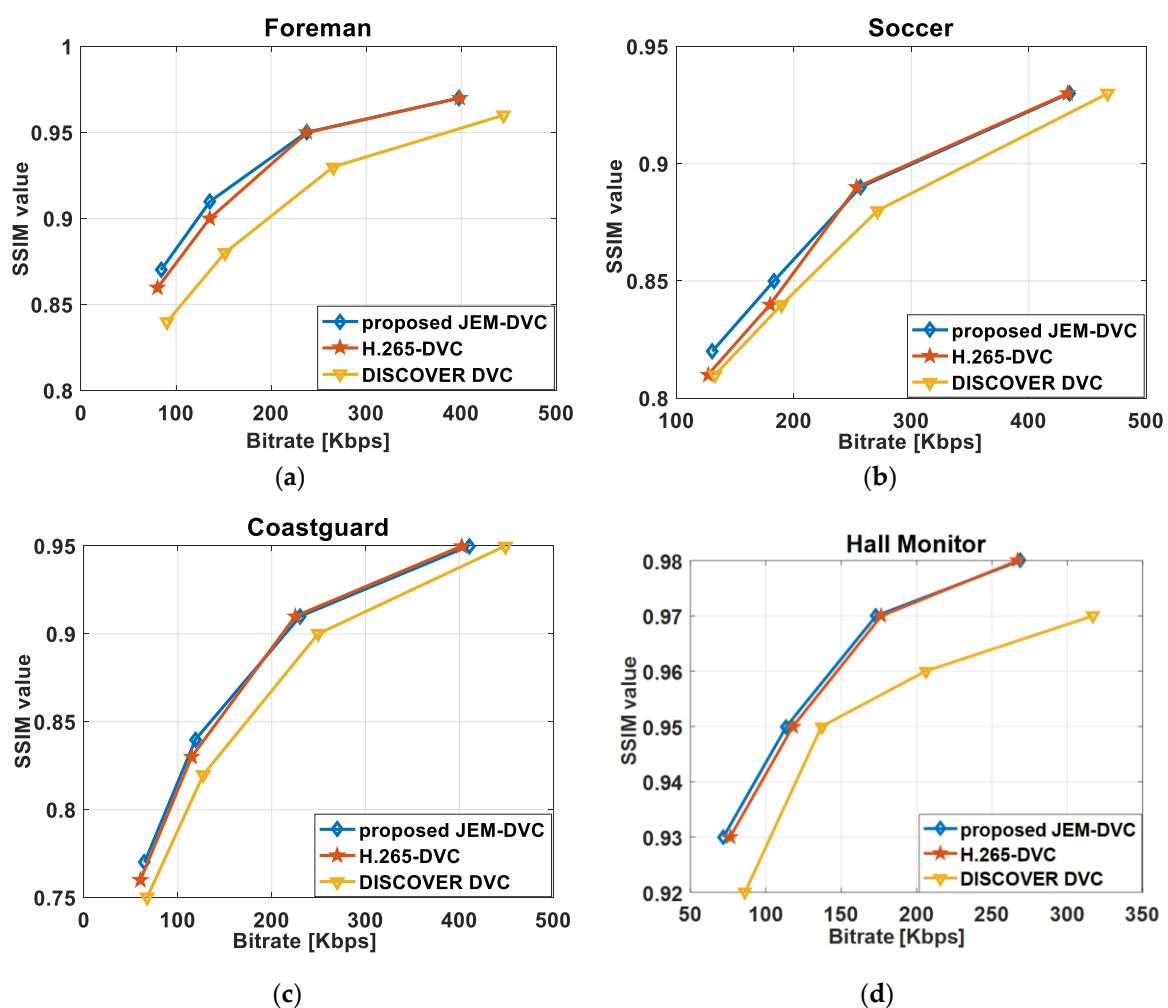 Foreman
1
0.95
0.9
0.85
0.8
SSIM value
0 100 200 300 400 500
Bitrate [Kbps]
proposed JEM-DVC
H.265-DVC
DISCOVER DVC
(a)
Soccer
0.95
0.9
0.85
0.8
SSIM value
100 200 300 400 500
Bitrate [Kbps]
proposed JEM-DVC
H.265-DVC
DISCOVER DVC
(b)
Coastguard
0.95
0.9
0.85
0.8
0.75
SSIM value
0 100 200 300 400 500
Bitrate [Kbps]
proposed JEM-DVC
H.265-DVC
DISCOVER DVC
(c)
Hall Monitor
0.98
0.97
0.96
0.95
0.94
0.93
0.92
SSIM value
50 100 150 200 250 300 350
Bitrate [Kbps]
proposed JEM-DVC
H.265-DVC
DISCOVER DVC
(d)